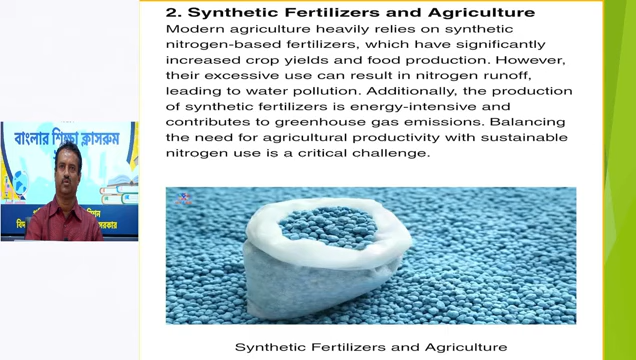 2. Synthetic Fertilizers and Agriculture
Modern agriculture heavily relies on synthetic
nitrogen-based fertilizers, which have significantly
increased crop yields and food production. However,
their excessive use can result in nitrogen runoff,
leading to water pollution. Additionally, the production
of synthetic fertilizers is energy-intensive and
contributes to greenhouse gas emissions. Balancing
the need for agricultural productivity with sustainable
nitrogen use is a critical challenge.
বাংলার শিক্ষা ক্লাসরুম
Synthetic Fertilizers and Agriculture